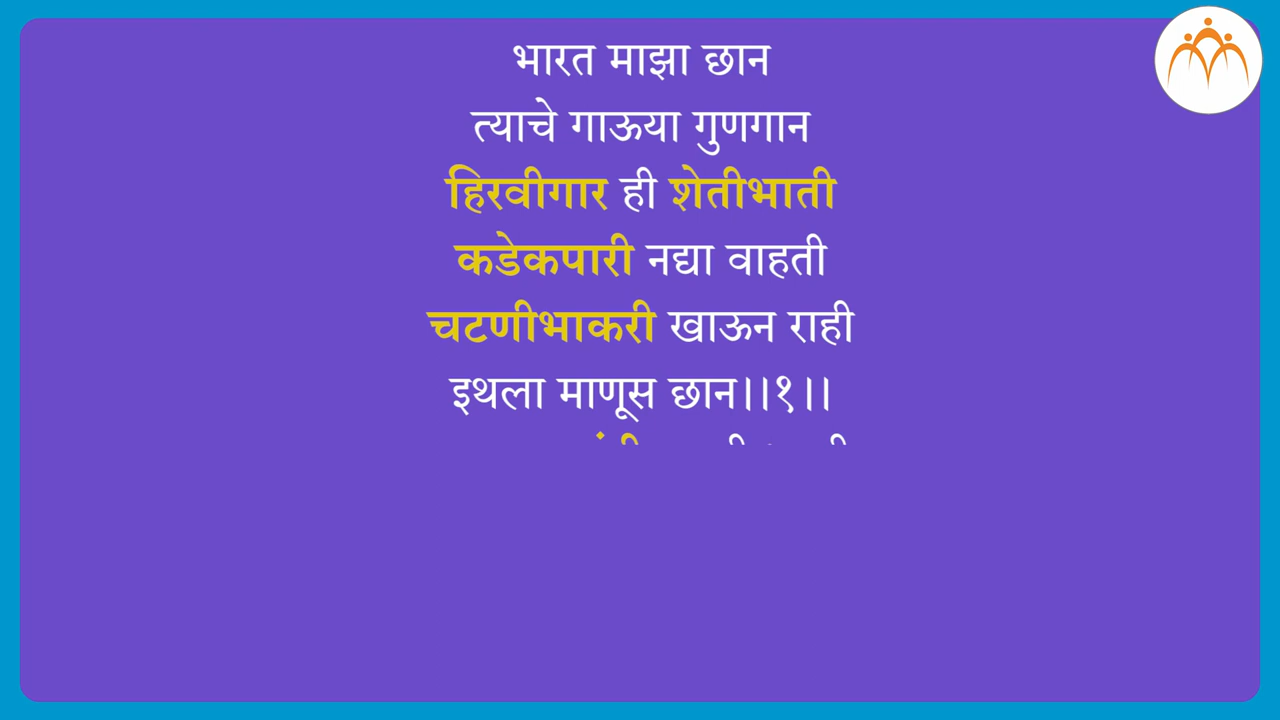 भारत माझा छान
त्याचे गाऊया गुणगान
हिरवीगार ही शेतीभाती
कडेकपारी नद्या वाहती
चटणीभाकरी खाऊन राही
इथला माणूस छान।।१।।